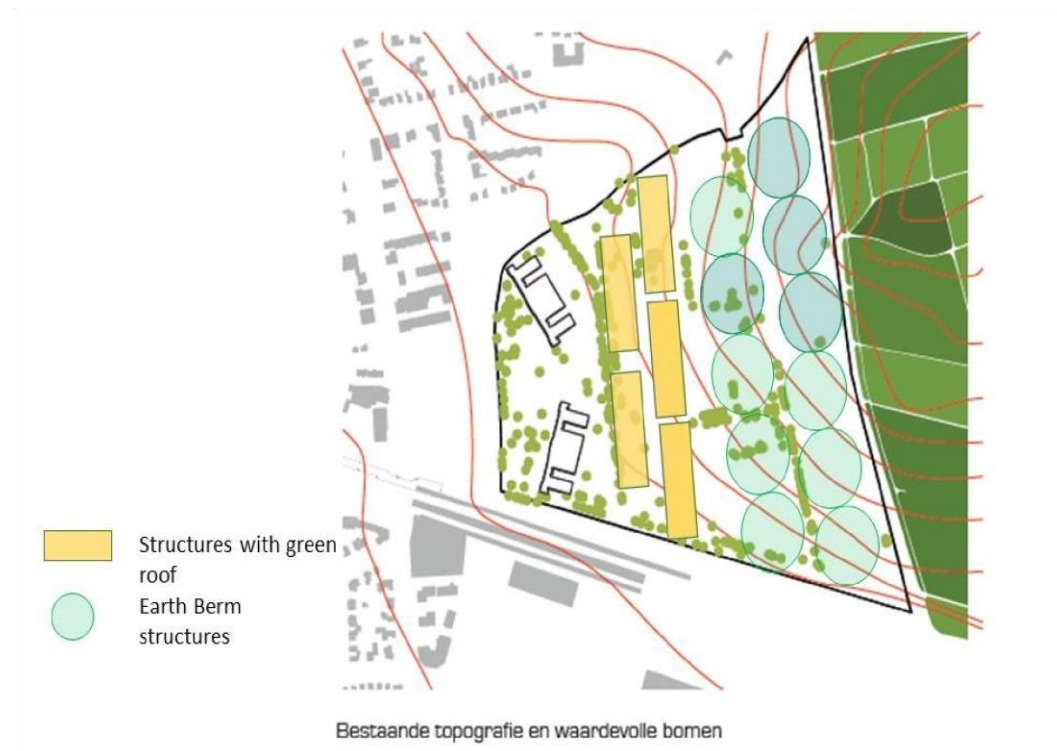 Structures with green
roof
Earth Berm
structures
Bestaande topografie en waardevolle bomen